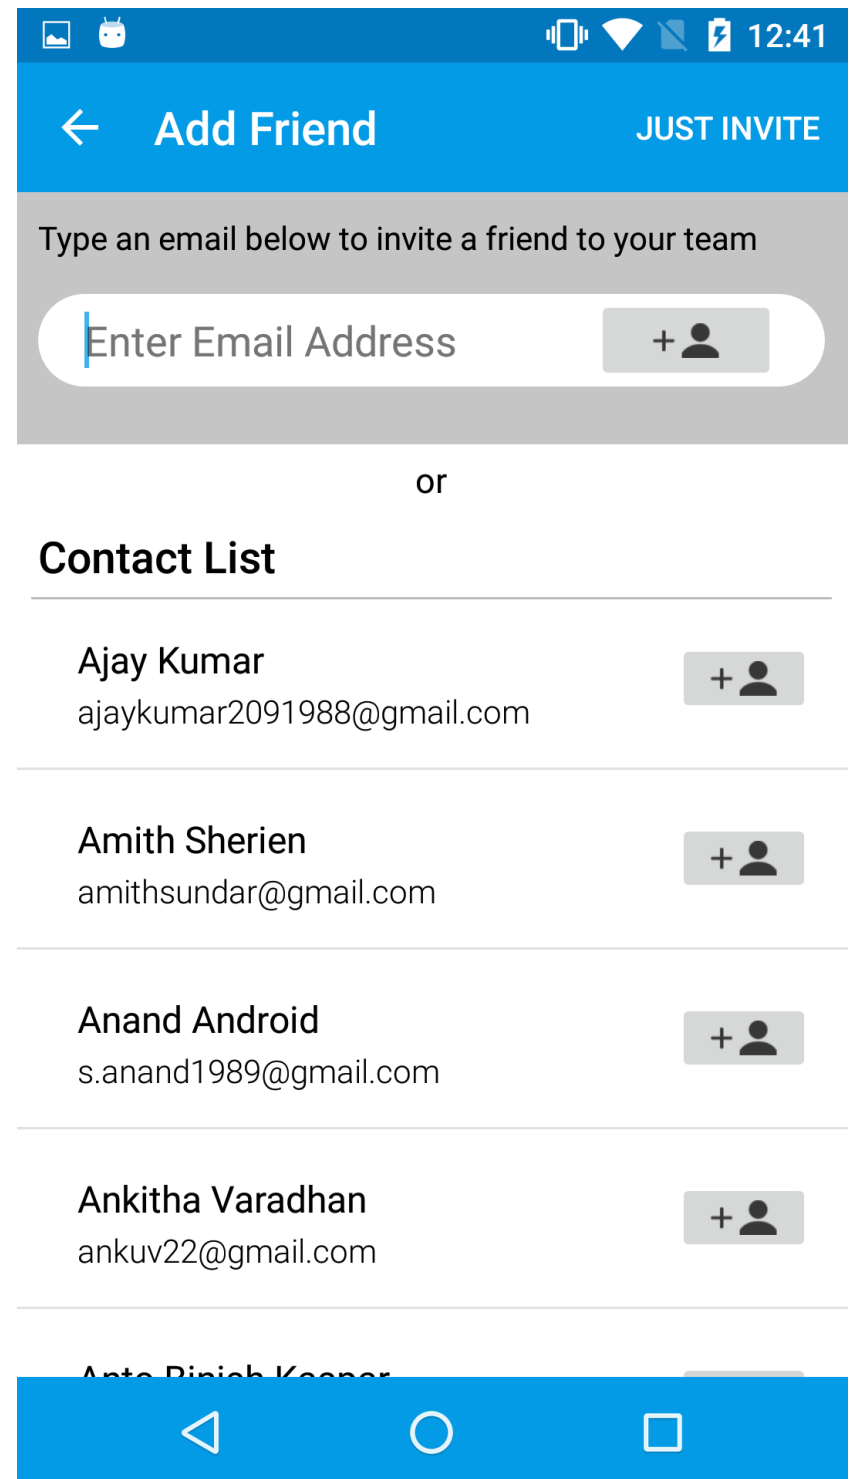 12:41
Add Friend
JUST INVITE
Type an email below to invite a friend to your team
Enter Email Address
or
Contact List
Ajay Kumar
ajaykumar2091988@gmail.com
Amith Sherien
amithsundar@gmail.com
Anand Android
s.anand1989@gmail.com
Ankitha Varadhan
ankuv22@gmail.com